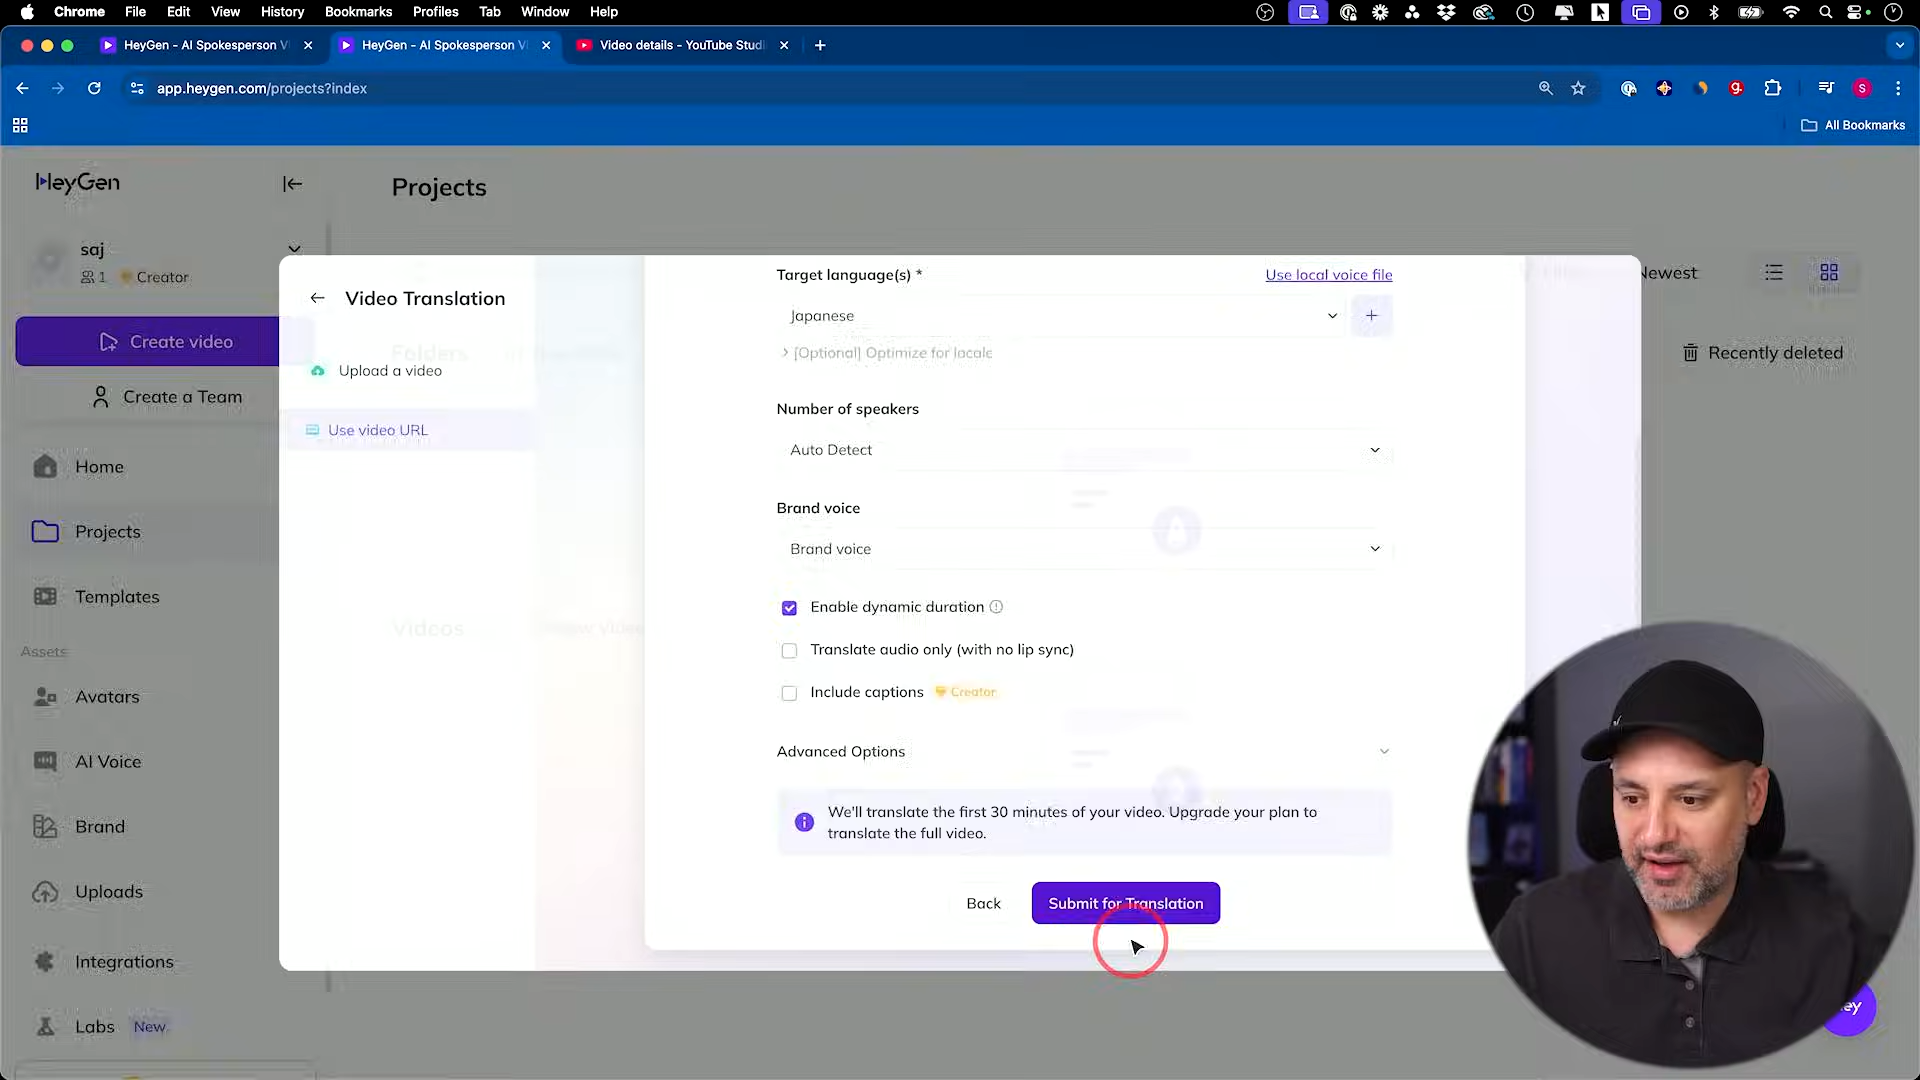 Chrome File Edit View History Bookmarks Profiles Tab Window Help
HeyGen - AI Spokesperson Vi
HeyGen - AI Spokesperson Vi
Video details - YouTube Studi
app.heygen.com/projects?index
S
All Bookmarks
HeyGen
Projects
saj
1 Creator
Newest
Create video
Create a Team
Recently deleted
Home
Projects
Templates
Assets
Avatars
AI Voice
Brand
Uploads
Integrations
Labs New
Video Translation
Upload a video
Use video URL
Folders
Videos
Target language(s) *
Use local voice file
Japanese
[Optional] Optimize for locale
Number of speakers
Auto Detect
Brand voice
Brand voice
Enable dynamic duration
Translate audio only (with no lip sync)
Include captions Creator
Advanced Options
We'll translate the first 30 minutes of your video. Upgrade your plan to
translate the full video.
Back
Submit for Translation